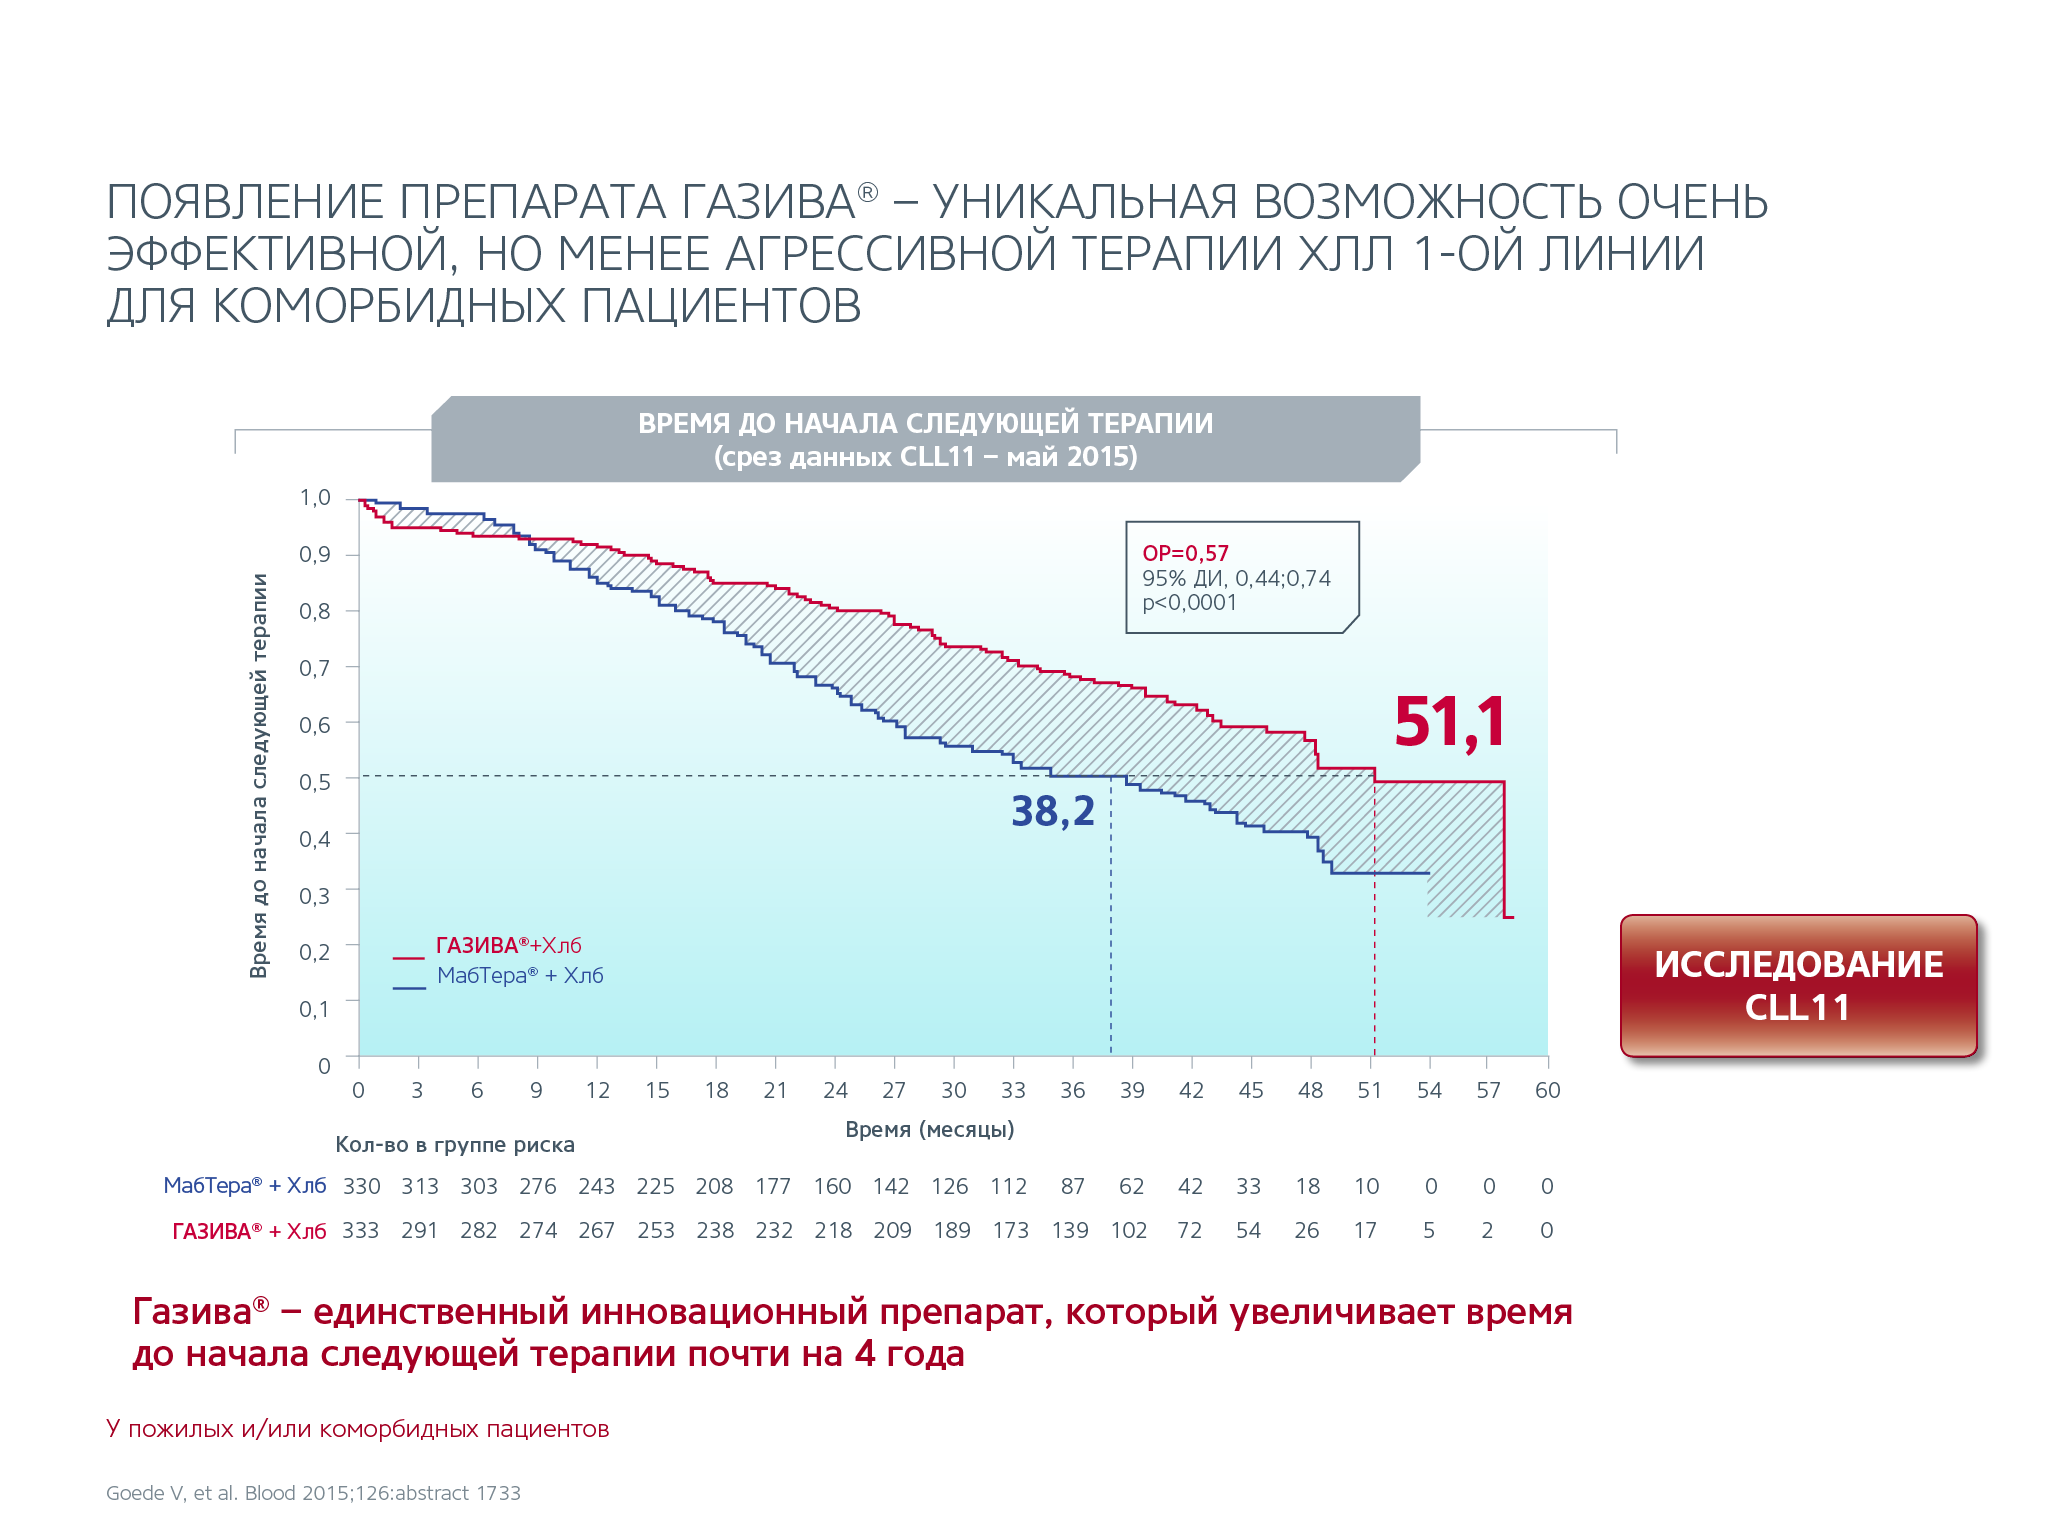 ПОЯВЛЕНИЕ ПРЕПАРАТА ГАЗИВА® – УНИКАЛЬНАЯ ВОЗМОЖНОСТЬ ОЧЕНЬ
ЭФФЕКТИВНОЙ, НО МЕНЕЕ АГРЕССИВНОЙ ТЕРАПИИ ХЛЛ 1-ОЙ ЛИНИИ
ДЛЯ КОМОРБИДНЫХ ПАЦИЕНТОВ
ВРЕМЯ ДО НАЧАЛА СЛЕДУЮЩЕЙ ТЕРАПИИ
(срез данных CLL11 – май 2015)
Время до начала следующей терапии
1,0
0,9
0,8
0,7
0,6
0,5
0,4
0,3
0,2
0,1
0
ОР=0,57
95% ДИ, 0,44;0,74
p<0,0001
51,1
38,2
ГАЗИВА®+Хлб
МабТера® + Хлб
ИССЛЕДОВАНИЕ
CLL11
0 3 6 9 12 15 18 21 24 27 30 33 36 39 42 45 48 51 54 57 60
Время (месяцы)
Кол-во в группе риска
МабТера® + Хлб 330 313 303 276 243 225 208 177 160 142 126 112 87 62 42 33 18 10 0 0 0
ГАЗИВА® + Хлб 333 291 282 274 267 253 238 232 218 209 189 173 139 102 72 54 26 17 5 2 0
Газива® – единственный инновационный препарат, который увеличивает время
до начала следующей терапии почти на 4 года
У пожилых и/или коморбидных пациентов
Goede V, et al. Blood 2015;126:abstract 1733